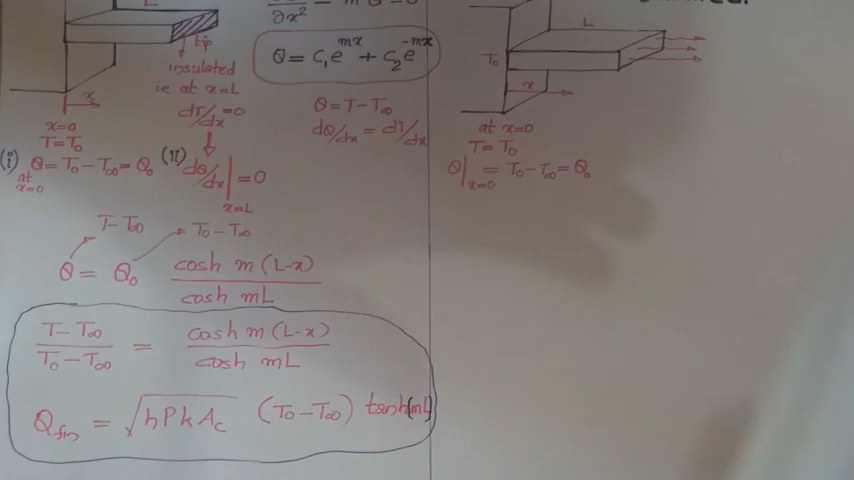 L
∂x²
tip
insulated
ie at x=L
dT/dx = 0
x
x=0
T=T₀
(i) θ = T₀ - T∞ = θ₀
at
x=0
(ii) dθ/dx | = 0
x=L
θ = C₁e^mx + C₂e^-mx
θ = T - T∞
dθ/dx = dT/dx
T - T∞
T₀ - T∞
θ = θ₀ cosh m (L-x) / cosh mL
T - T∞ / T₀ - T∞ = cosh m (L-x) / cosh mL
Q_fin = √hPkA_c (T₀ - T∞) tanh(mL)
L
T₀
x
at x=0
T = T₀
θ|x=0 = T₀ - T∞ = θ₀